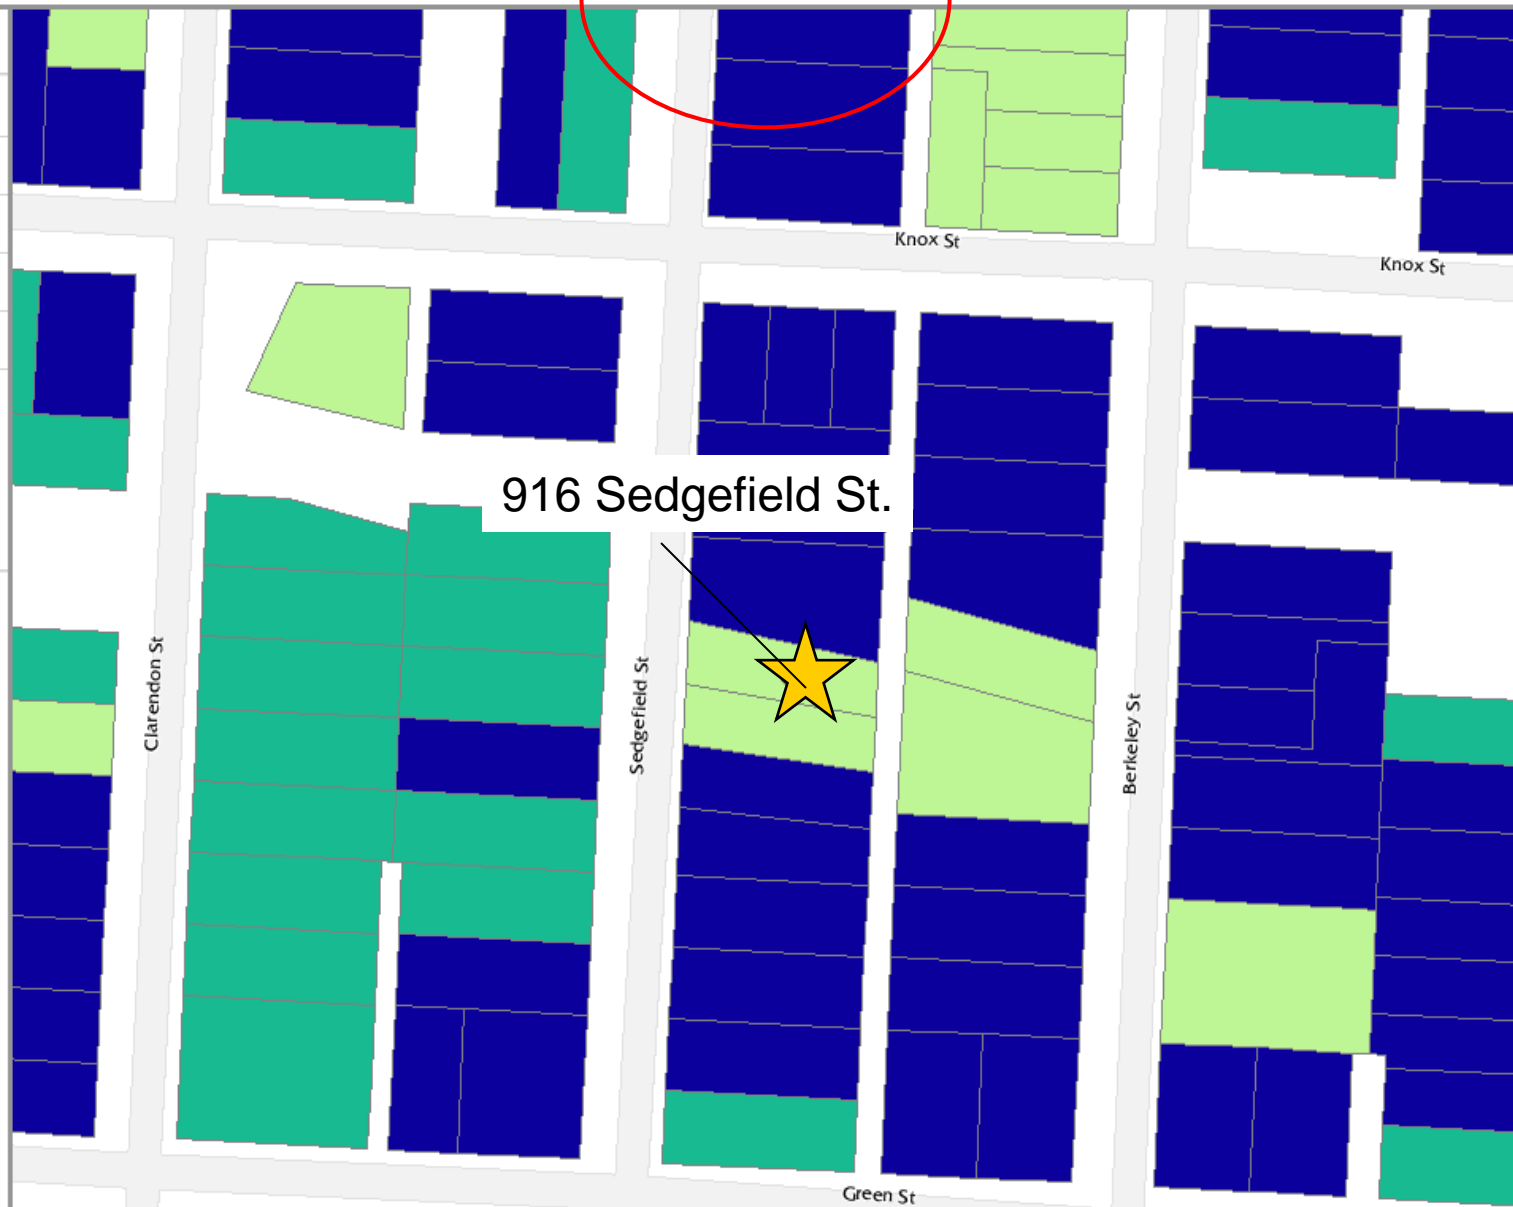 Knox St
Knox St
916 Sedgefield St.
Clarendon St
Sedgefield St
Berkeley St
Green St